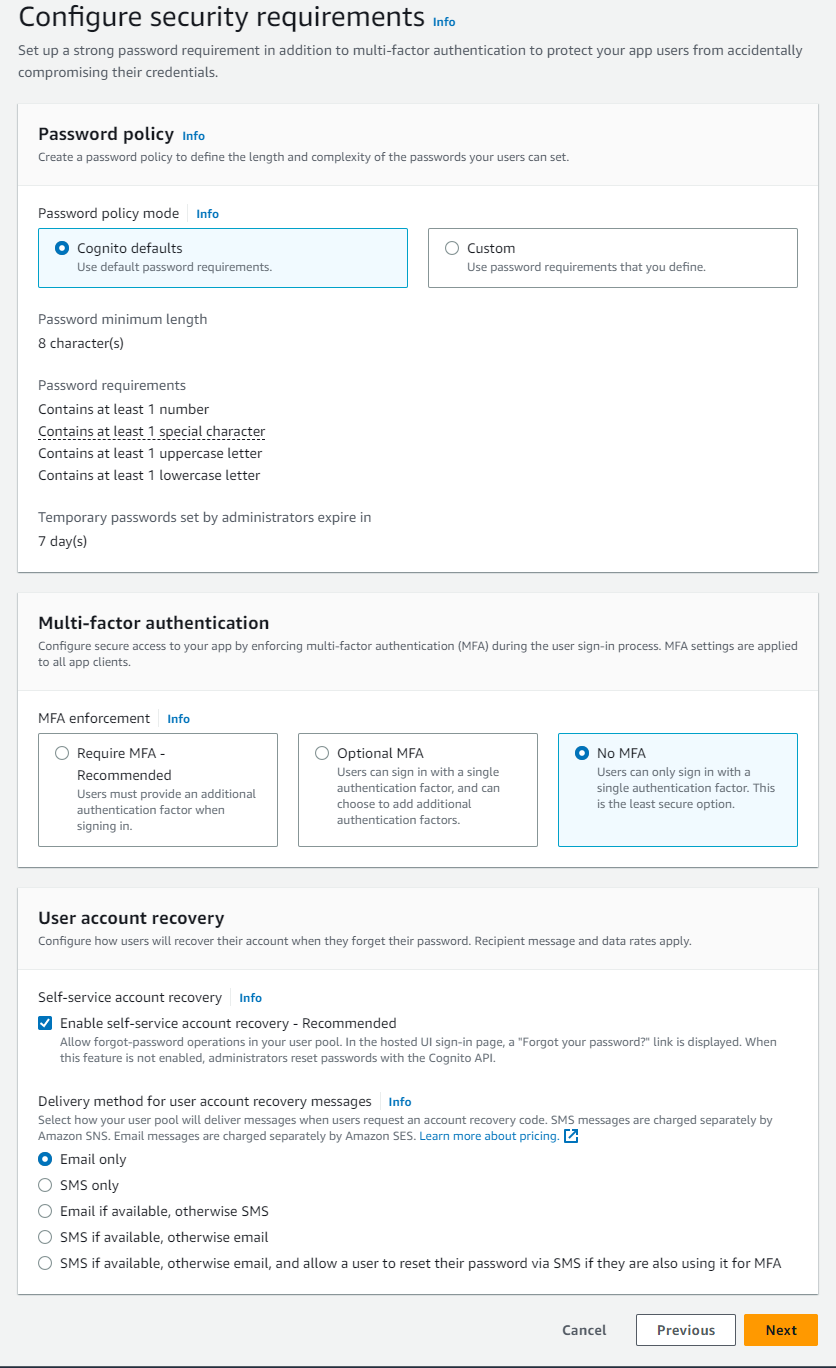 Configure security requirements Info
Set up a strong password requirement in addition to multi-factor authentication to protect your app users from accidentally
compromising their credentials.
Password policy Info
Create a password policy to define the length and complexity of the passwords your users can set.
Password policy mode Info
Cognito defaults
Use default password requirements.
Custom
Use password requirements that you define.
Password minimum length
8 character(s)
Password requirements
Contains at least 1 number
Contains at least 1 special character
Contains at least 1 uppercase letter
Contains at least 1 lowercase letter
Temporary passwords set by administrators expire in
7 day(s)
Multi-factor authentication
Configure secure access to your app by enforcing multi-factor authentication (MFA) during the user sign-in process. MFA settings are applied
to all app clients.
MFA enforcement Info
Require MFA -
Recommended
Users must provide an additional
authentication factor when
signing in.
Optional MFA
Users can sign in with a single
authentication factor, and can
choose to add additional
authentication factors.
No MFA
Users can only sign in with a
single authentication factor. This
is the least secure option.
User account recovery
Configure how users will recover their account when they forget their password. Recipient message and data rates apply.
Self-service account recovery Info
Enable self-service account recovery - Recommended
Allow forgot-password operations in your user pool. In the hosted UI sign-in page, a "Forgot your password?" link is displayed. When
this feature is not enabled, administrators reset passwords with the Cognito API.
Delivery method for user account recovery messages Info
Select how your user pool will deliver messages when users request an account recovery code. SMS messages are charged separately by
Amazon SNS. Email messages are charged separately by Amazon SES. Learn more about pricing.
Email only
SMS only
Email if available, otherwise SMS
SMS if available, otherwise email
SMS if available, otherwise email, and allow a user to reset their password via SMS if they are also using it for MFA
Cancel Previous Next